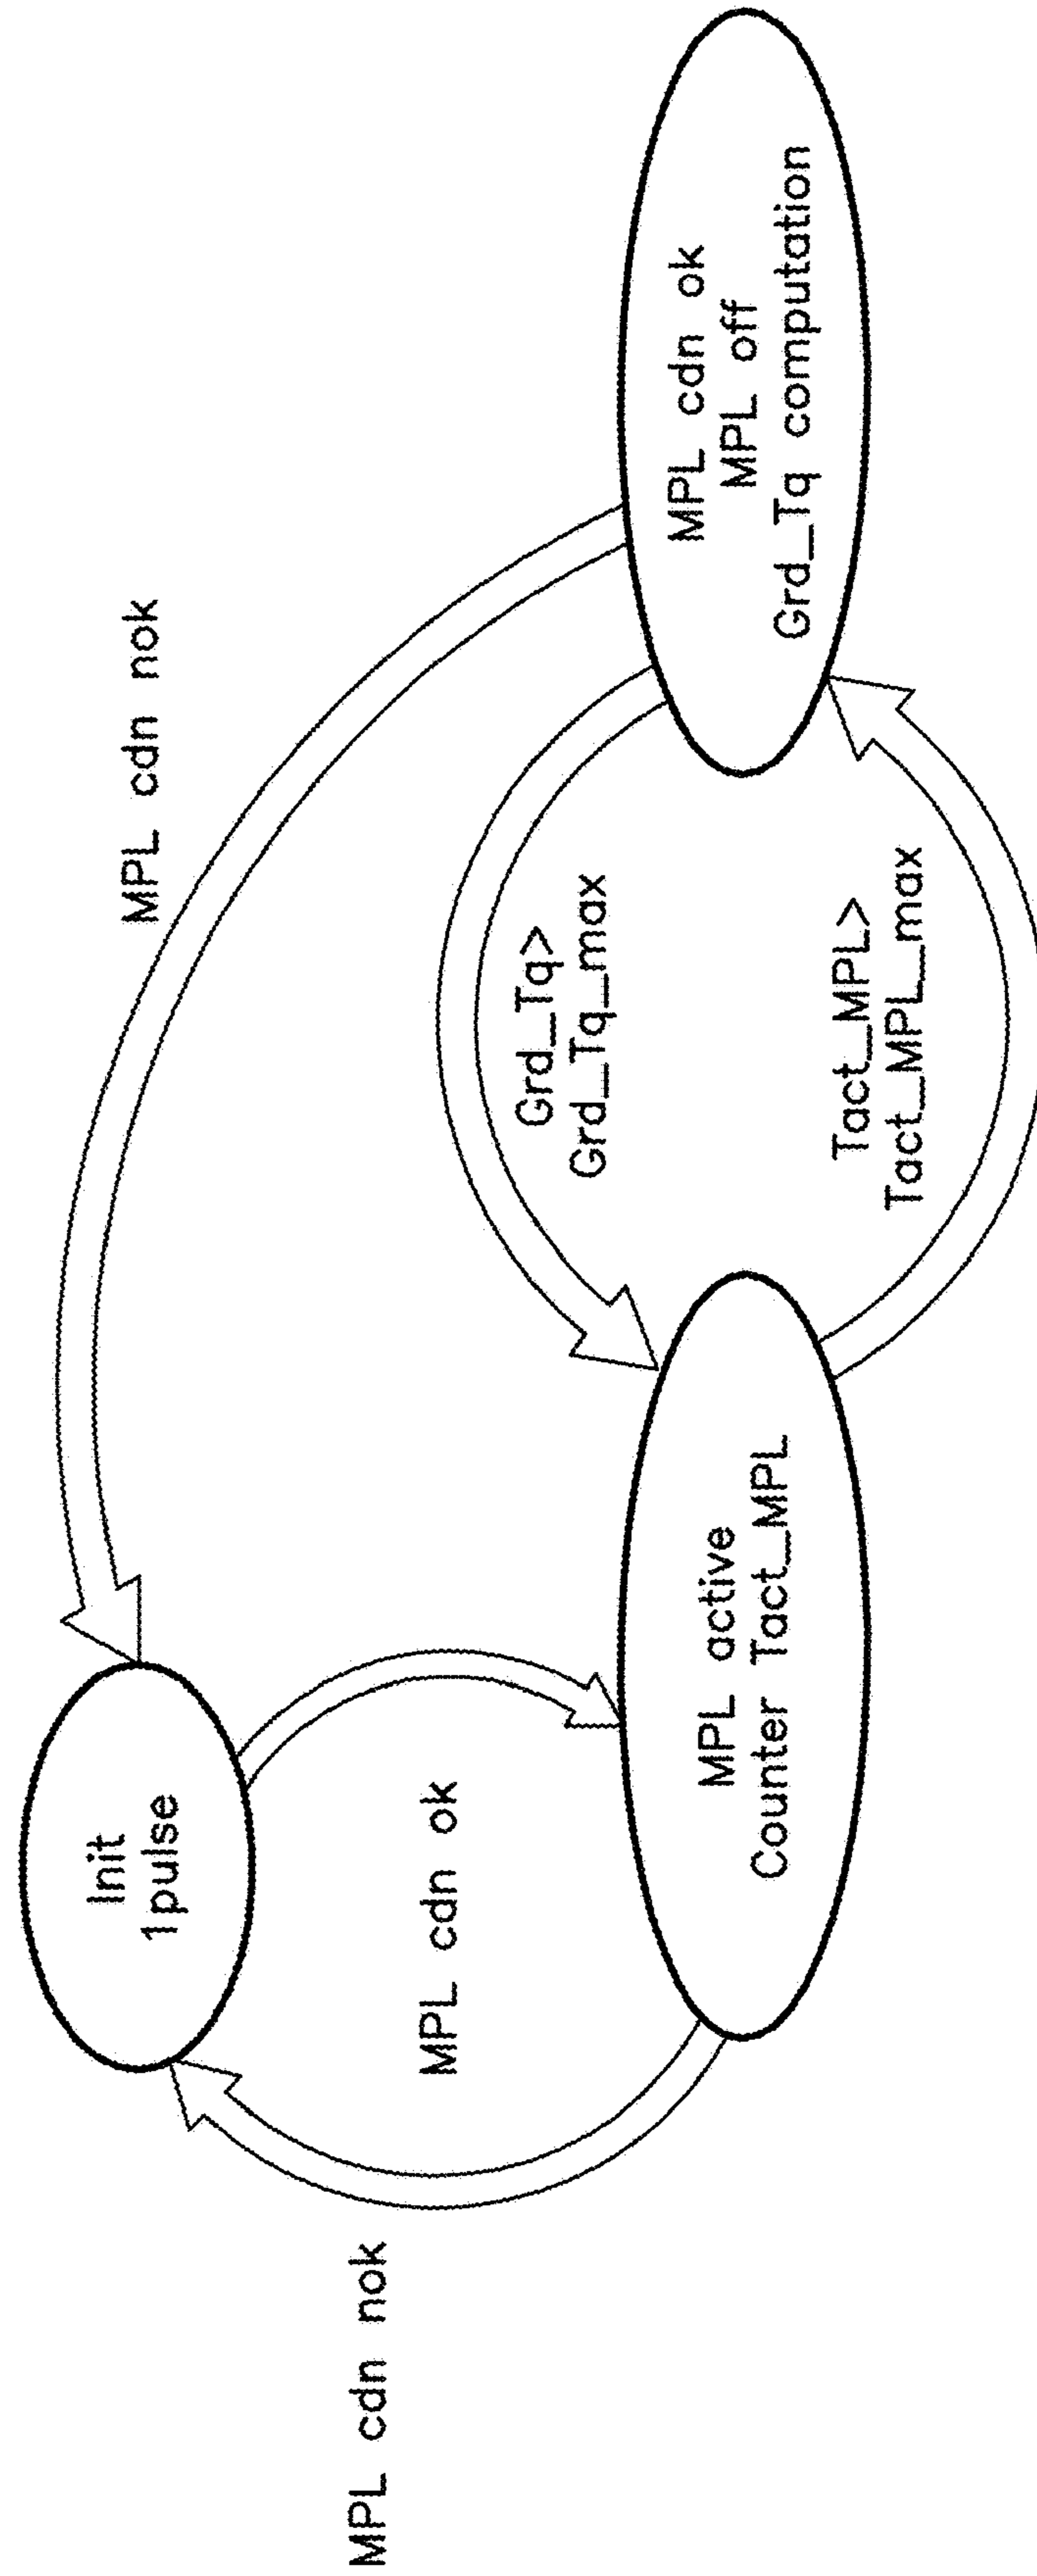 MPL cdn nok
Init
1pulse
MPL cdn nok
MPL cdn ok
Grd_Tq>
Grd_Tq_max
MPL active
Counter Tact_MPL
Tact_MPL>
Tact_MPL_max
MPL cdn ok
MPL off
Grd_Tq computation